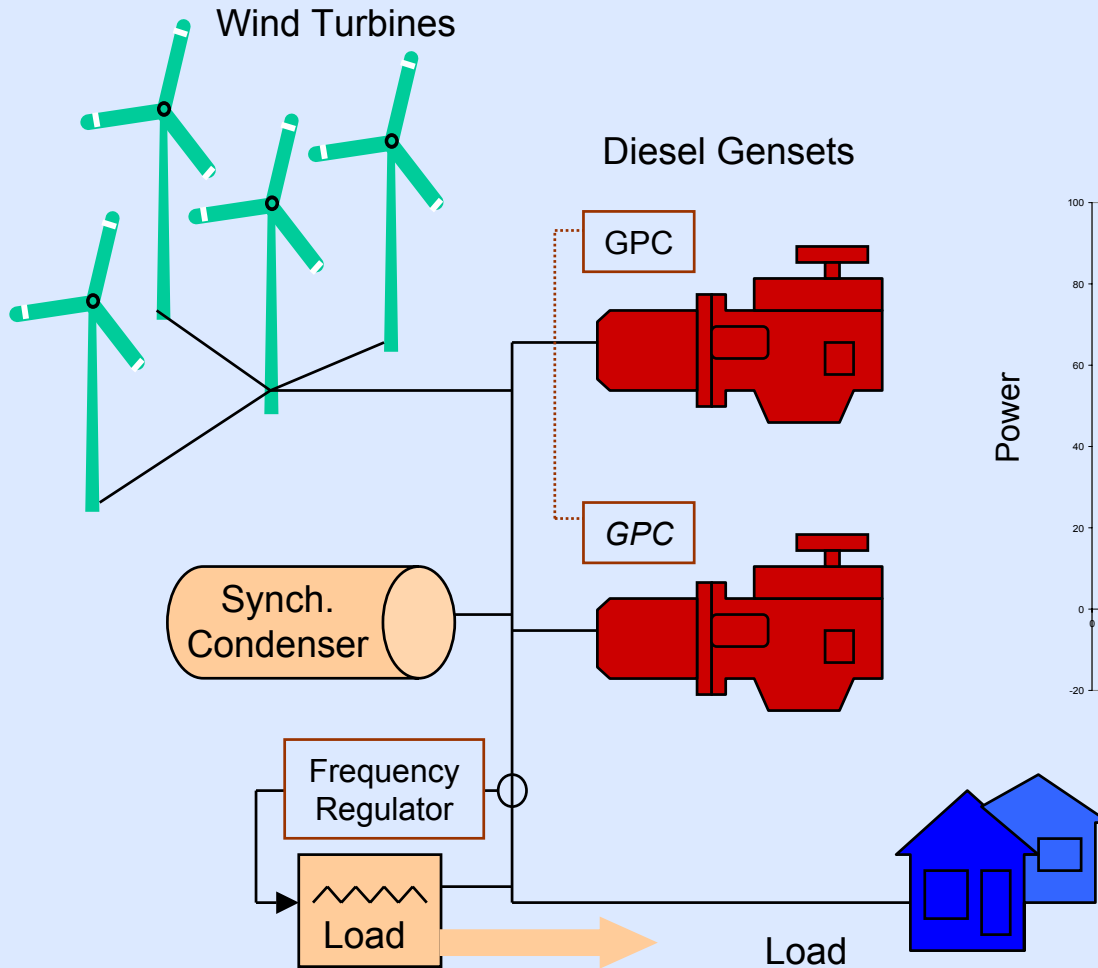 Wind Turbines
Diesel Gensets
GPC
GPC
Synch.
Condenser
Frequency
Regulator
Load
Load
Power
100
80
60
40
20
0
0
-20